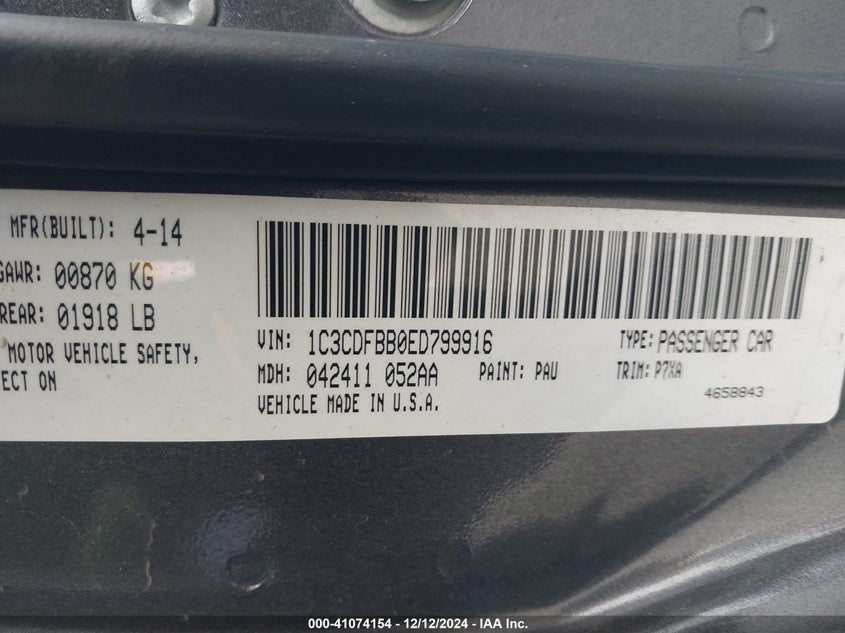 MFR(BUILT): 4-14
GAWR: 00870 KG
REAR: 01918 LB
MOTOR VEHICLE SAFETY,
ECT ON
VIN: 1C3CDFBB0ED799916 TYPE: PASSENGER CAR
MDH: 042411 052AA PAINT: PAU TRIM: P7XA
VEHICLE MADE IN U.S.A. 4658843
000-41074154 - 12/12/2024 - IAA Inc.